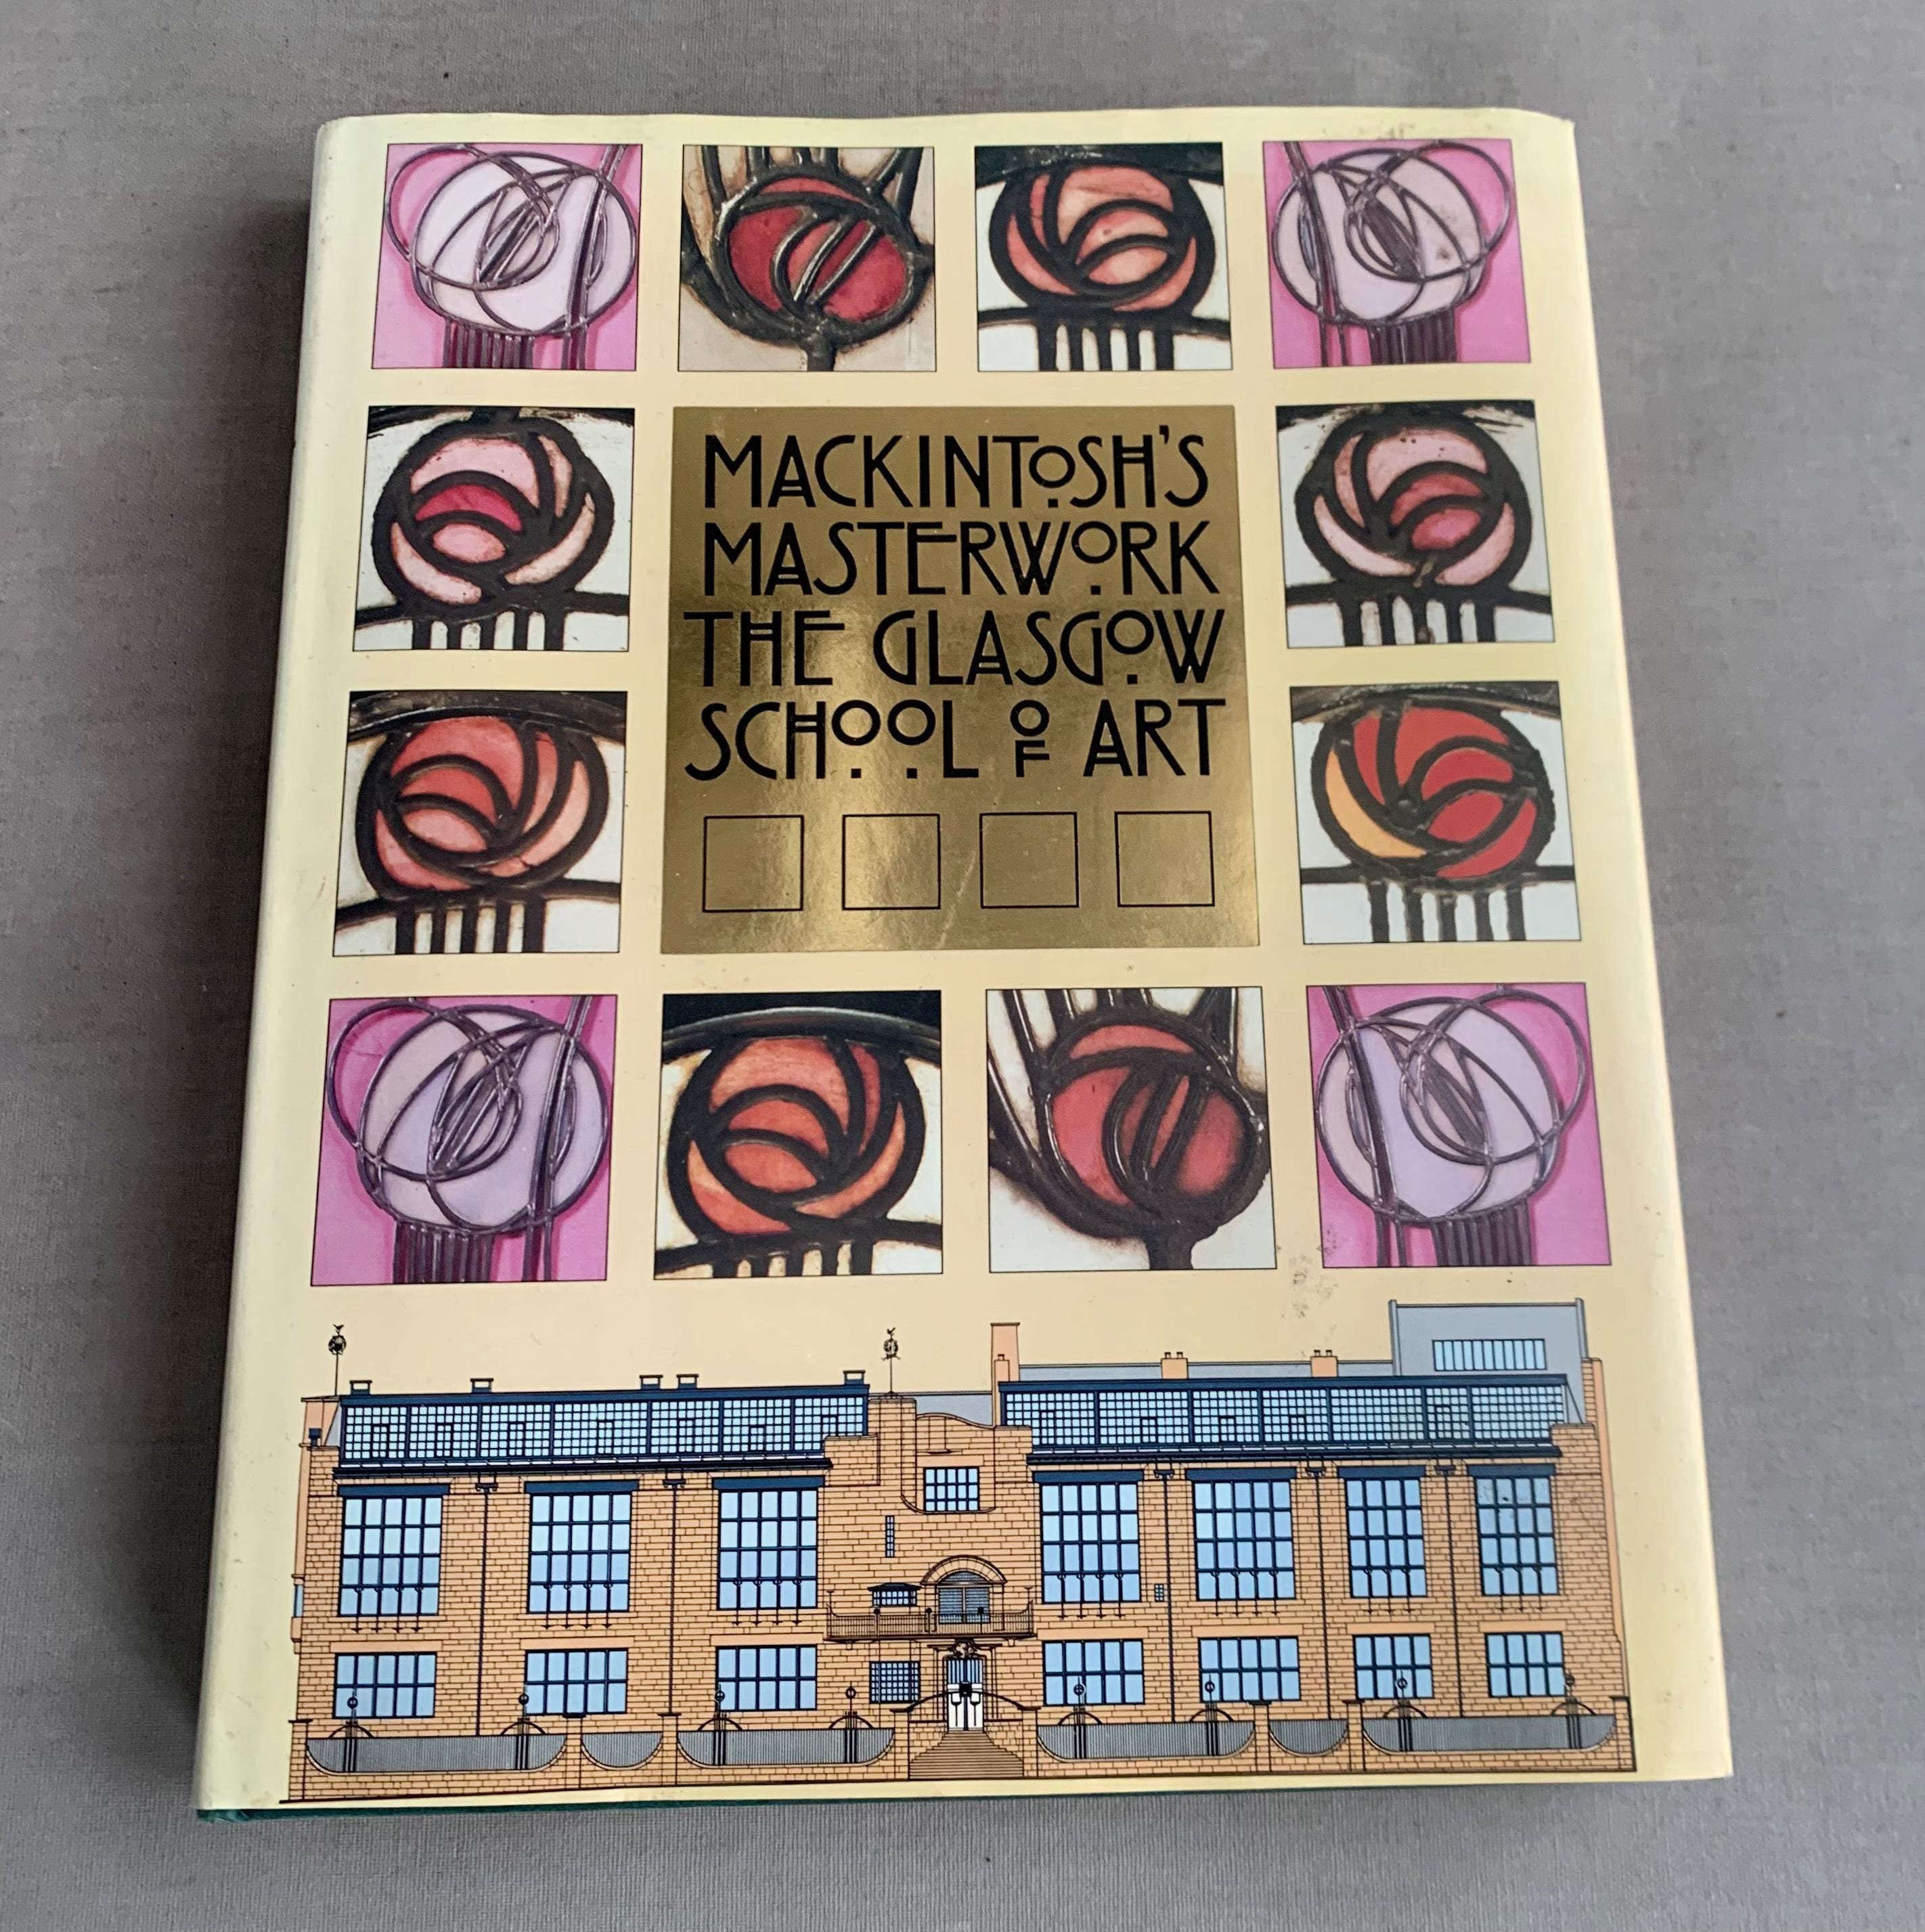 MACKINTOSH'S
MASTERWORK
THE GLASGOW
SCHOOL OF ART